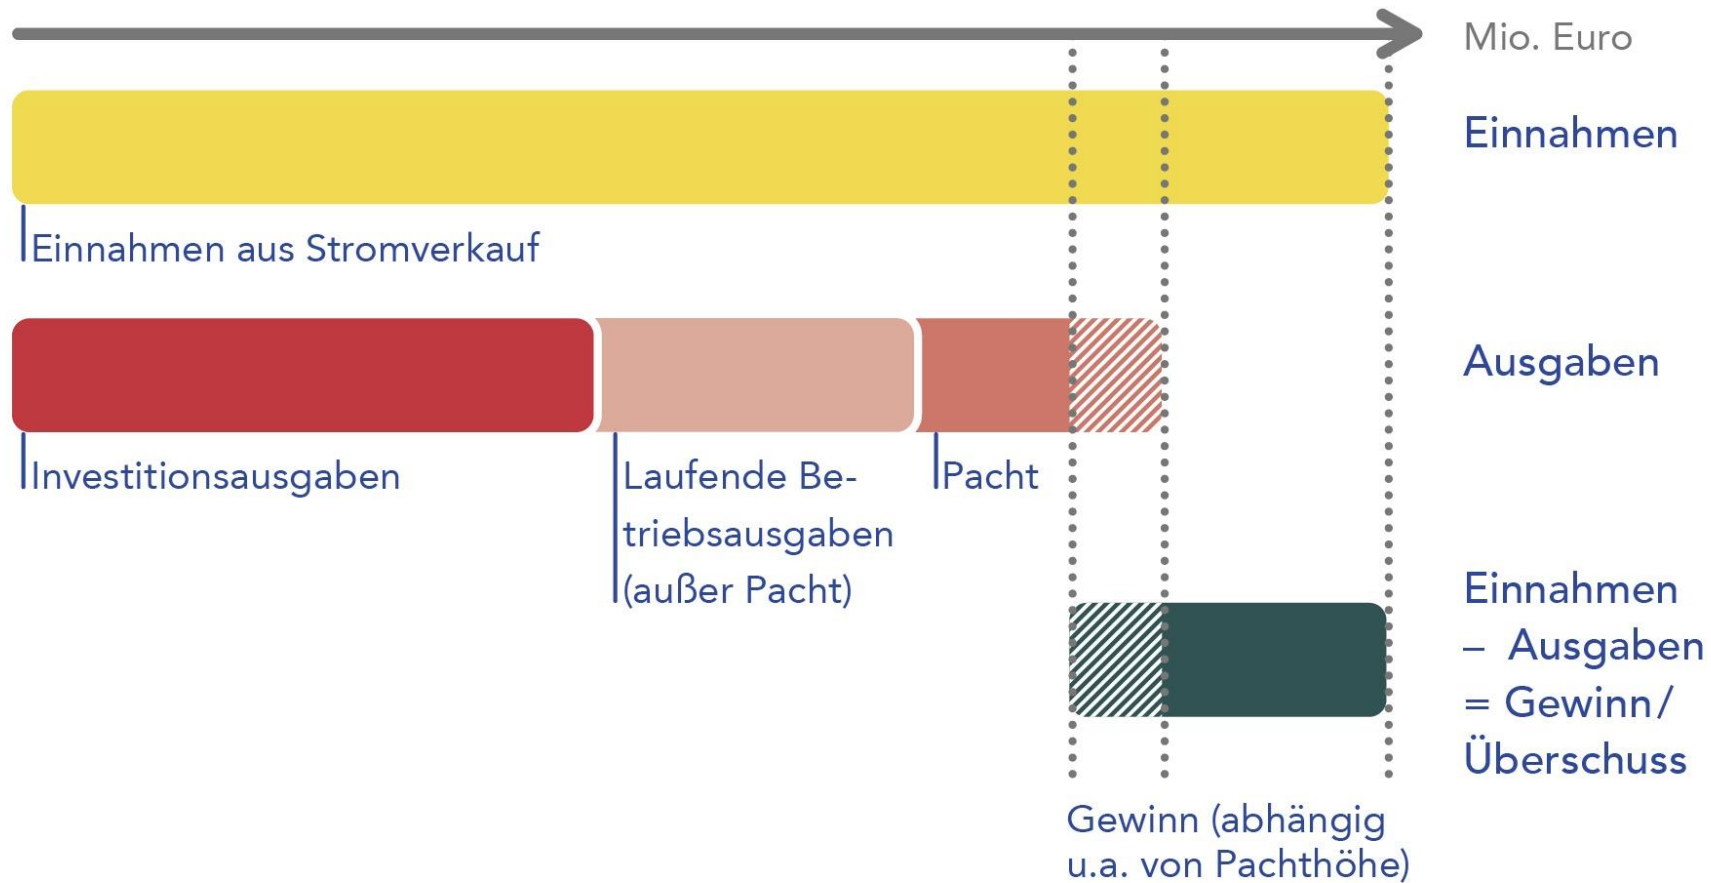 Mio. Euro
Einnahmen
Einnahmen aus Stromverkauf
Ausgaben
Investitionsausgaben
Laufende Be-
triebsausgaben
(außer Pacht)
Pacht
Einnahmen
– Ausgaben
= Gewinn/
Überschuss
Gewinn (abhängig
u.a. von Pachthöhe)